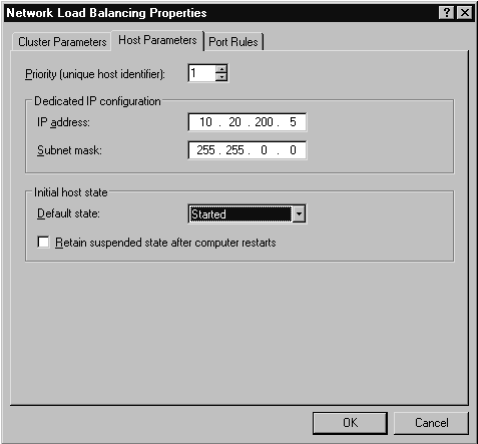 Network Load Balancing Properties
Cluster Parameters Host Parameters Port Rules
Priority (unique host identifier): 1
Dedicated IP configuration
IP address: 10 . 20 . 200 . 5
Subnet mask: 255 . 255 . 0 . 0
Initial host state
Default state: Started
Retain suspended state after computer restarts
OK Cancel